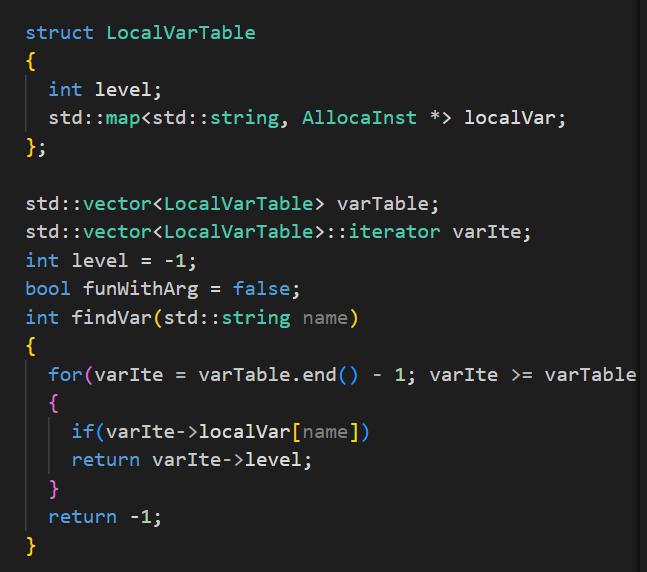 struct LocalVarTable
{
  int level;
  std::map<std::string, AllocaInst *> localVar;
};

std::vector<LocalVarTable> varTable;
std::vector<LocalVarTable>::iterator varIte;
int level = -1;
bool funWithArg = false;
int findVar(std::string name)
{
  for(varIte = varTable.end() - 1; varIte >= varTable
  {
    if(varIte->localVar[name])
    return varIte->level;
  }
  return -1;
}